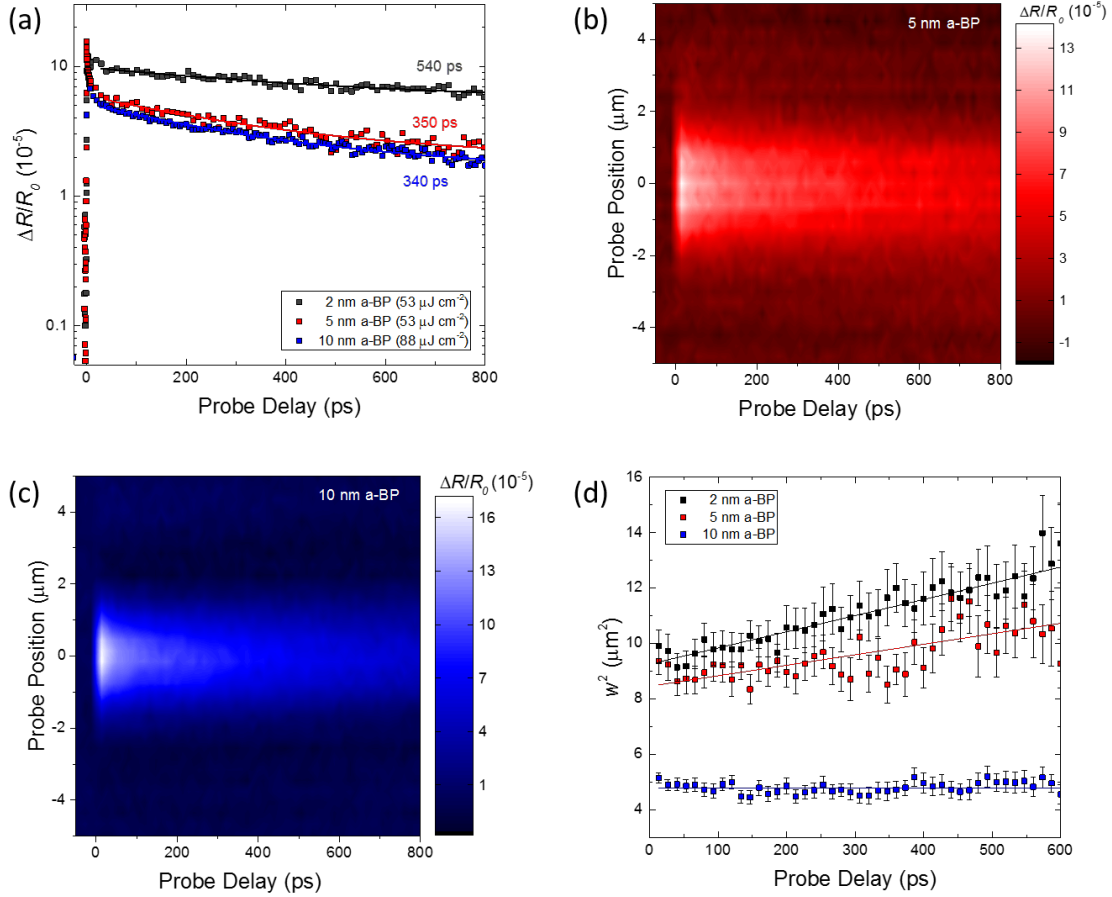 (a)
10
1
0.1
ΔR/R0 (10-5)
540 ps
350 ps
340 ps
2 nm a-BP (53 μJ cm-2)
5 nm a-BP (53 μJ cm-2)
10 nm a-BP (88 μJ cm-2)
0 200 400 600 800
Probe Delay (ps)
(b)
5 nm a-BP
ΔR/R0 (10-5)
4
2
0
-2
-4
Probe Position (μm)
13
11
9
7
5
3
1
-1
0 200 400 600 800
Probe Delay (ps)
(c)
10 nm a-BP
ΔR/R0 (10-5)
4
2
0
-2
-4
Probe Position (μm)
16
13
10
7
4
1
0 200 400 600 800
Probe Delay (ps)
(d)
2 nm a-BP
5 nm a-BP
10 nm a-BP
16
14
12
10
8
6
4
w2 (μm2)
0 100 200 300 400 500 600
Probe Delay (ps)